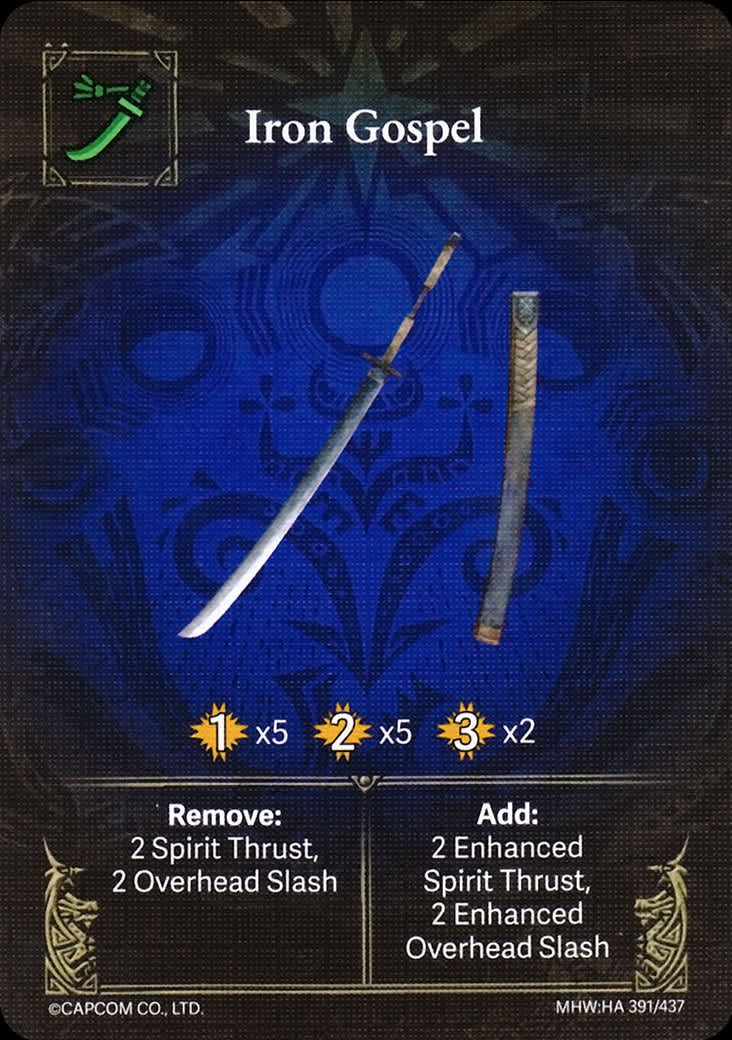 Iron Gospel
1 x5 2 x5 3 x2
Remove:
2 Spirit Thrust,
2 Overhead Slash
Add:
2 Enhanced
Spirit Thrust,
2 Enhanced
Overhead Slash
©CAPCOM CO., LTD.
MHW:HA 391/437